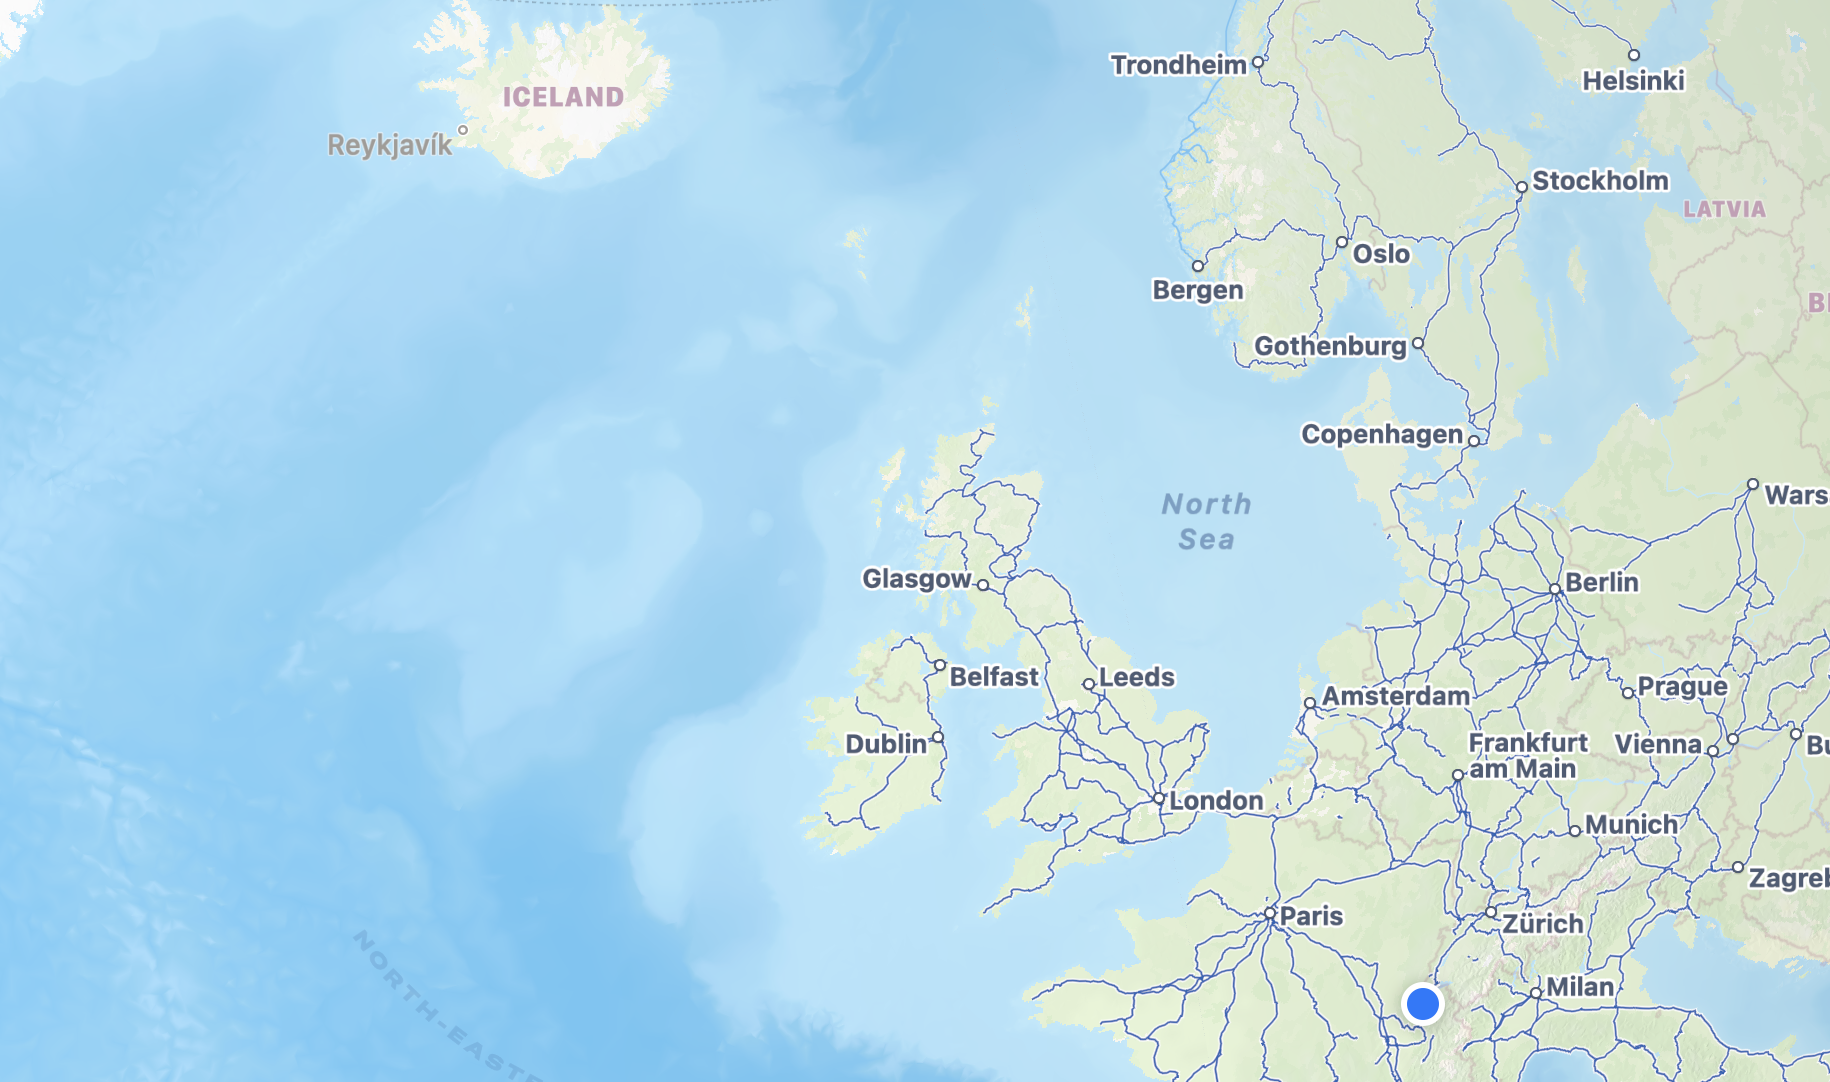 Trondheim
Helsinki
ICELAND
Reykjavík
Stockholm
LATVIA
Oslo
Bergen
Gothenburg
Copenhagen
North
Sea
Glasgow
Berlin
Belfast
Leeds
Prague
Amsterdam
Dublin
Frankfurt
am Main
Vienna
London
Munich
Paris
Zürich
Milan